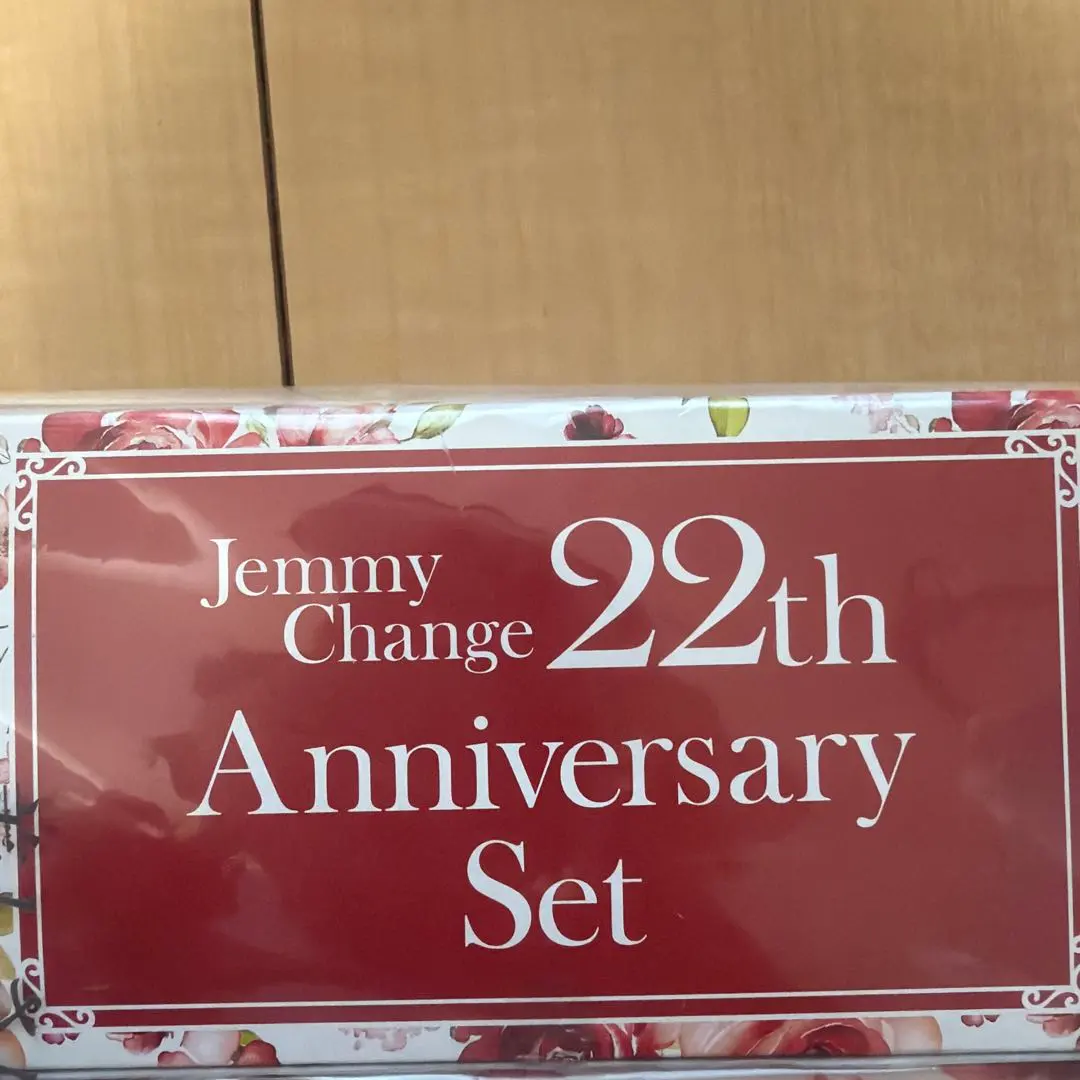 Jemmy
Change 22th
Anniversary
Set